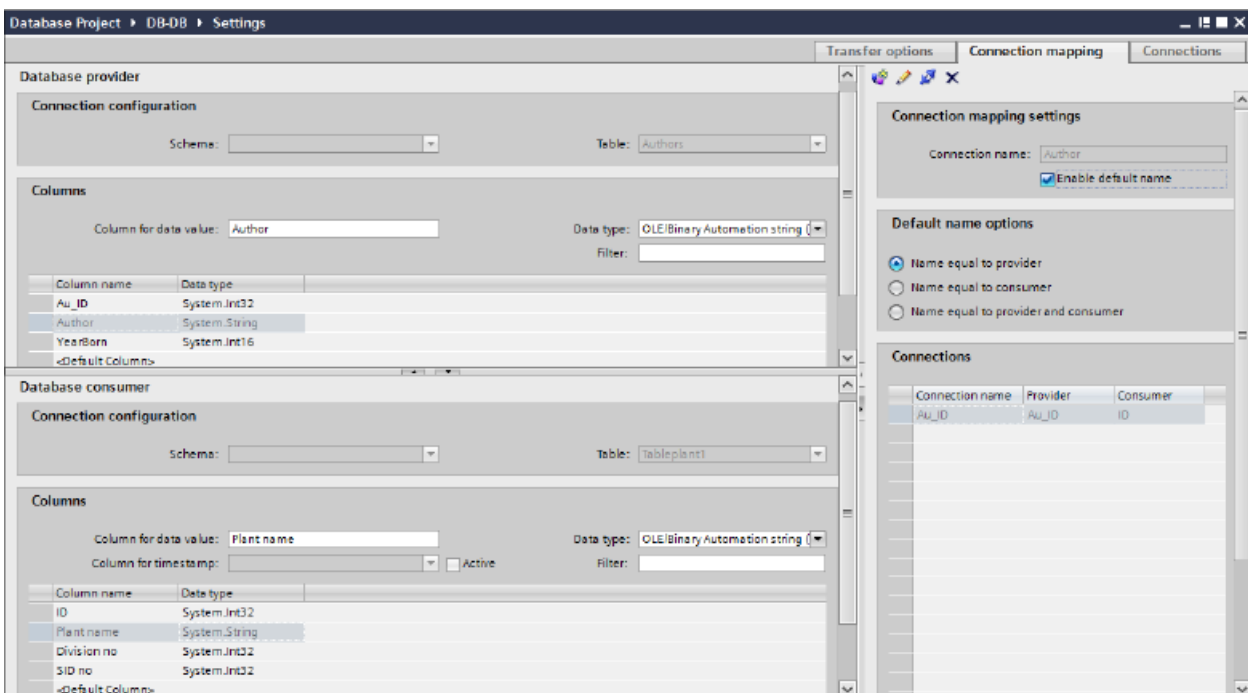 Database Project ▸ DB-DB ▸ Settings
Transfer options Connection mapping Connections
Database provider
Connection configuration
Schema:
Table: Authors
Columns
Column for data value: Author
Data type: OLE/Binary Automation string (
Filter:
Column name Data type
Au_ID System.Int32
Author System.String
YearBorn System.Int16
<Default Column>
Database consumer
Connection configuration
Schema:
Table: Tableplant1
Columns
Column for data value: Plant name
Data type: OLE/Binary Automation string (
Column for timestamp: Active
Filter:
Column name Data type
ID System.Int32
Plant name System.String
Division no System.Int32
SID no System.Int32
<Default Column>
Connection mapping settings
Connection name: Author
Enable default name
Default name options
Name equal to provider
Name equal to consumer
Name equal to provider and consumer
Connections
Connection name Provider Consumer
Au_ID Au_ID ID